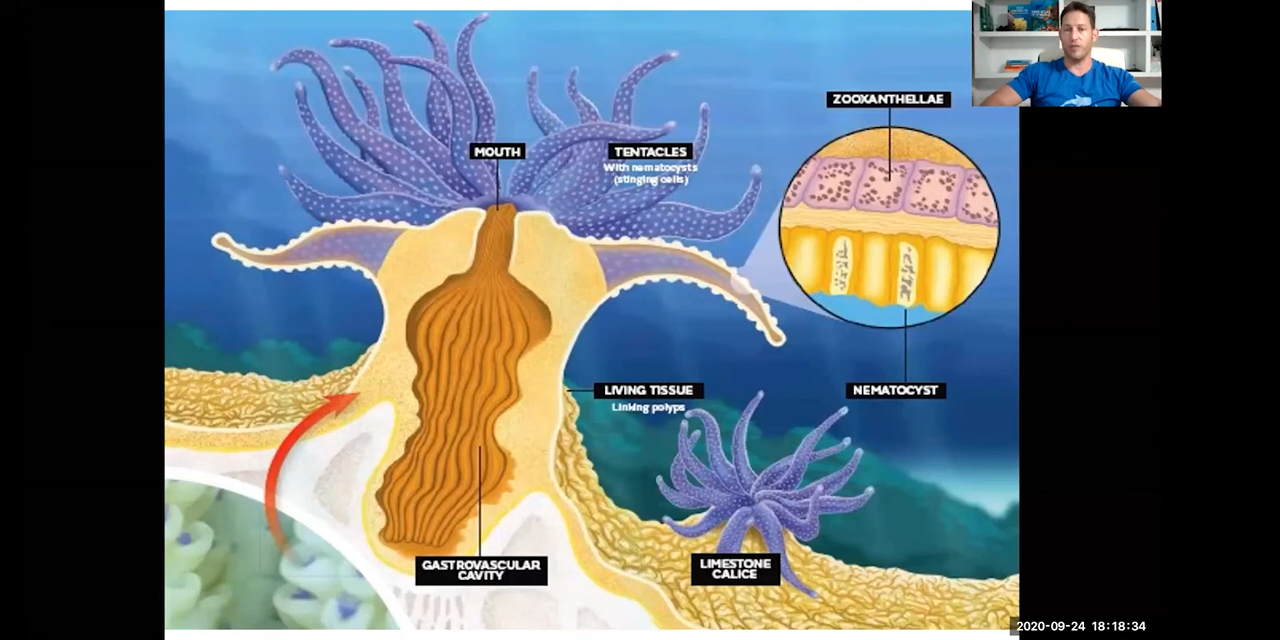 ZOOXANTHELLAE
MOUTH
TENTACLES
With nematocysts
(stinging cells)
LIVING TISSUE
Linking polyps
NEMATOCYST
GASTROVASCULAR
CAVITY
LIMESTONE
CALICE
2020-09-24 18:18:34